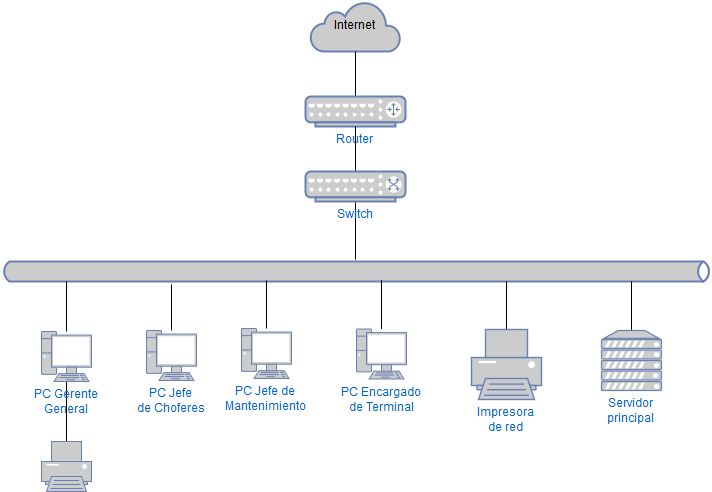 Internet
Router
Switch
PC Gerente
General
PC Jefe
de Choferes
PC Jefe de
Mantenimiento
PC Encargado
de Terminal
Impresora
de red
Servidor
principal